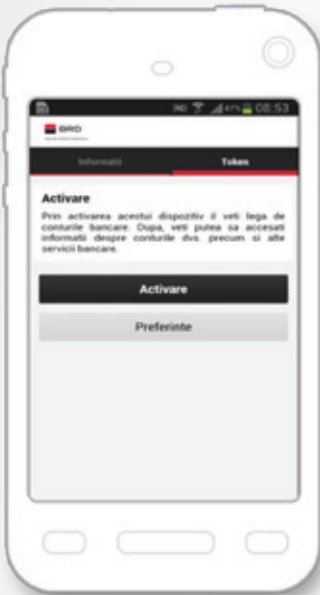 47% 08:53
BRD
Informatii Token
Activare
Prin activarea acestui dispozitiv il veti lega de
conturile bancare. Dupa, veti putea sa accesati
informatii despre conturile dvs. precum si alte
servicii bancare.
Activare
Preferinte